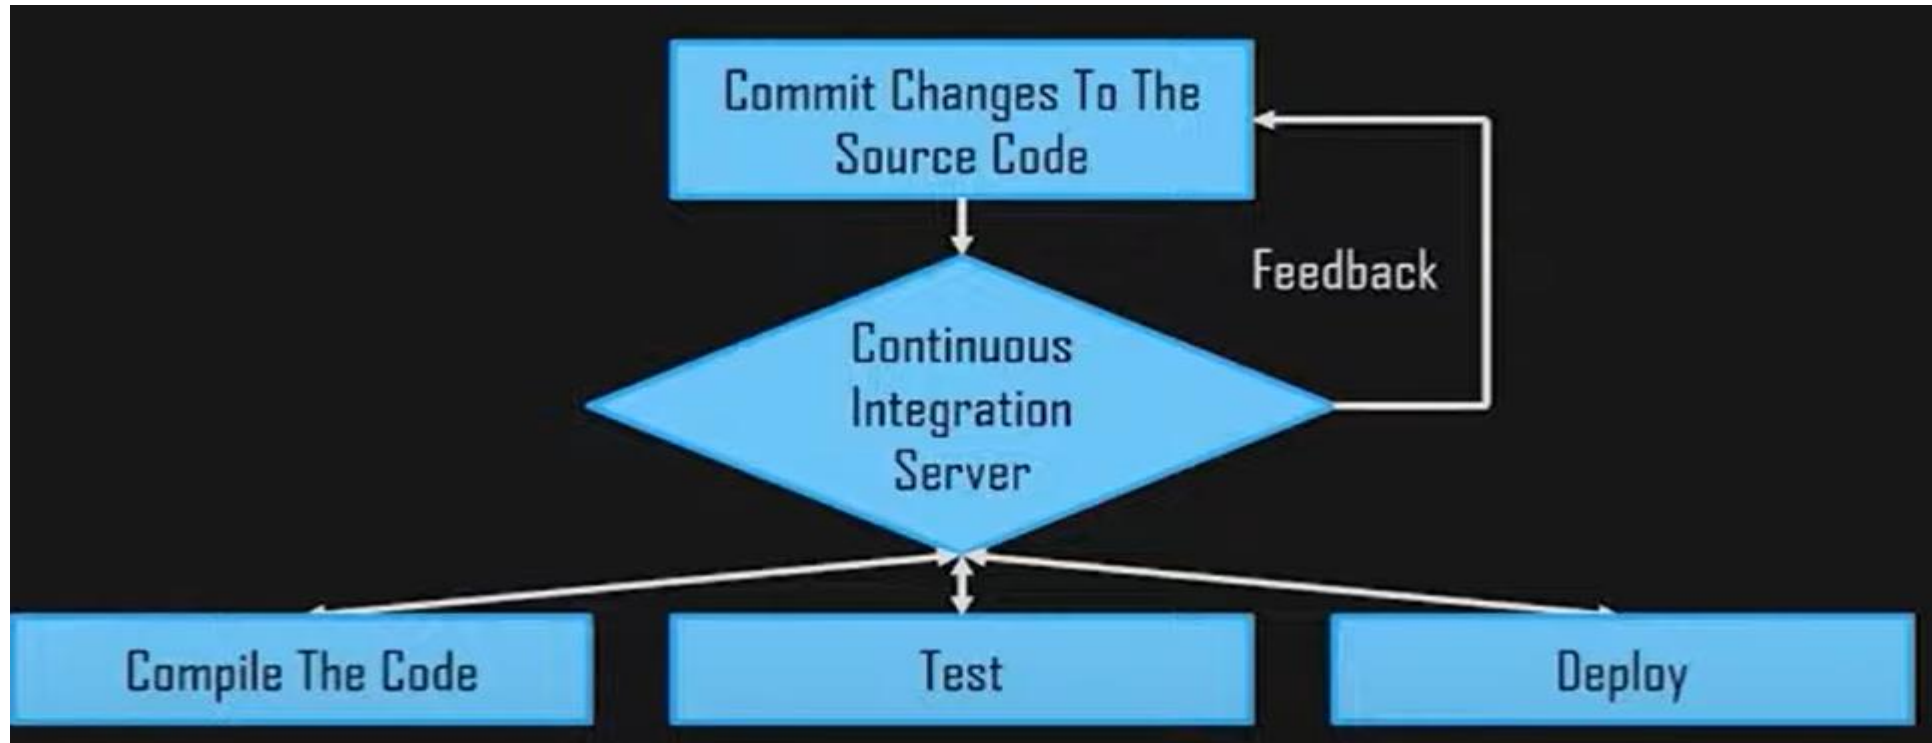 Commit Changes To The
Source Code
Feedback
Continuous
Integration
Server
Compile The Code
Test
Deploy